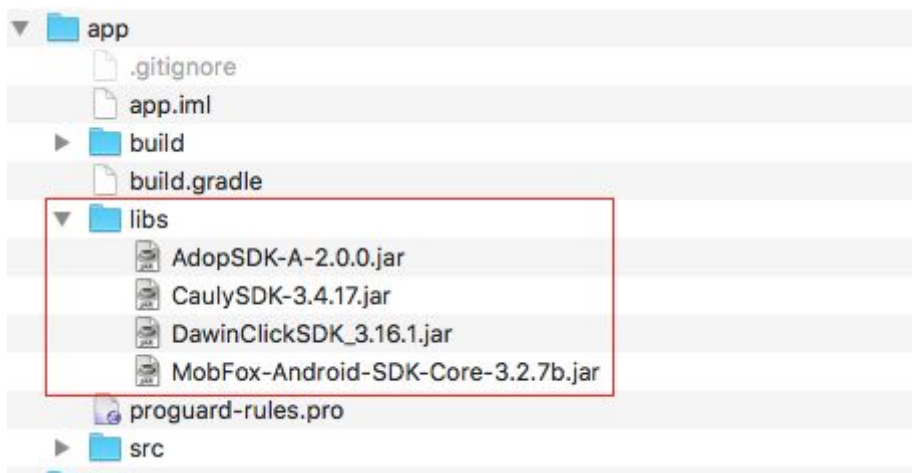 app
.gitignore
app.iml
build
build.gradle
libs
AdopSDK-A-2.0.0.jar
CaulySDK-3.4.17.jar
DawinClickSDK_3.16.1.jar
MobFox-Android-SDK-Core-3.2.7b.jar
proguard-rules.pro
src